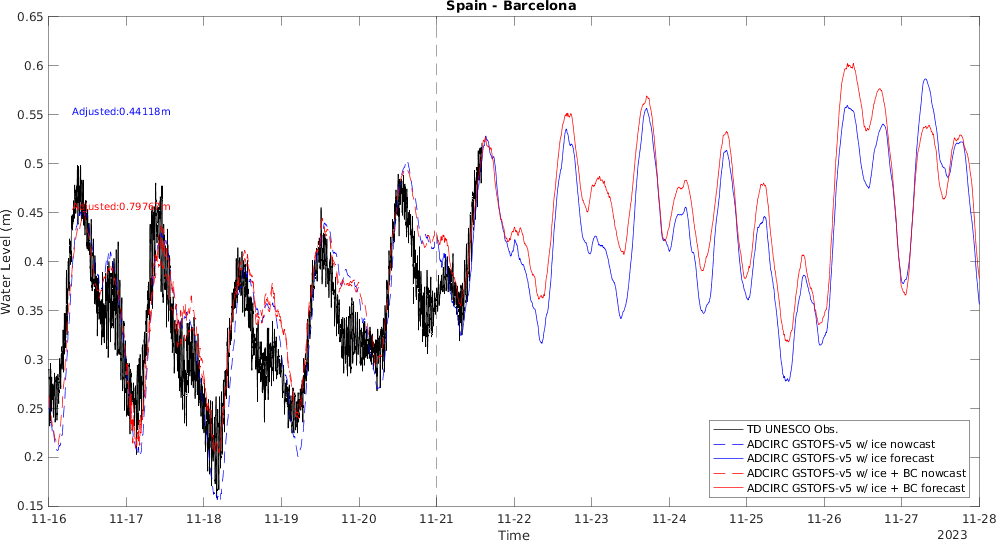 Spain - Barcelona
0.65
0.6
0.55
0.5
0.45
0.4
0.35
0.3
0.25
0.2
0.15
Water Level (m)
Adjusted:0.44118m
11-16
11-17
11-18
11-19
11-20
11-21
11-22
11-23
11-24
11-25
11-26
11-27
11-28
Time
2023
TD UNESCO Obs.
ADCIRC GSTOFS-v5 w/ ice nowcast
ADCIRC GSTOFS-v5 w/ ice forecast
ADCIRC GSTOFS-v5 w/ ice + BC nowcast
ADCIRC GSTOFS-v5 w/ ice + BC forecast